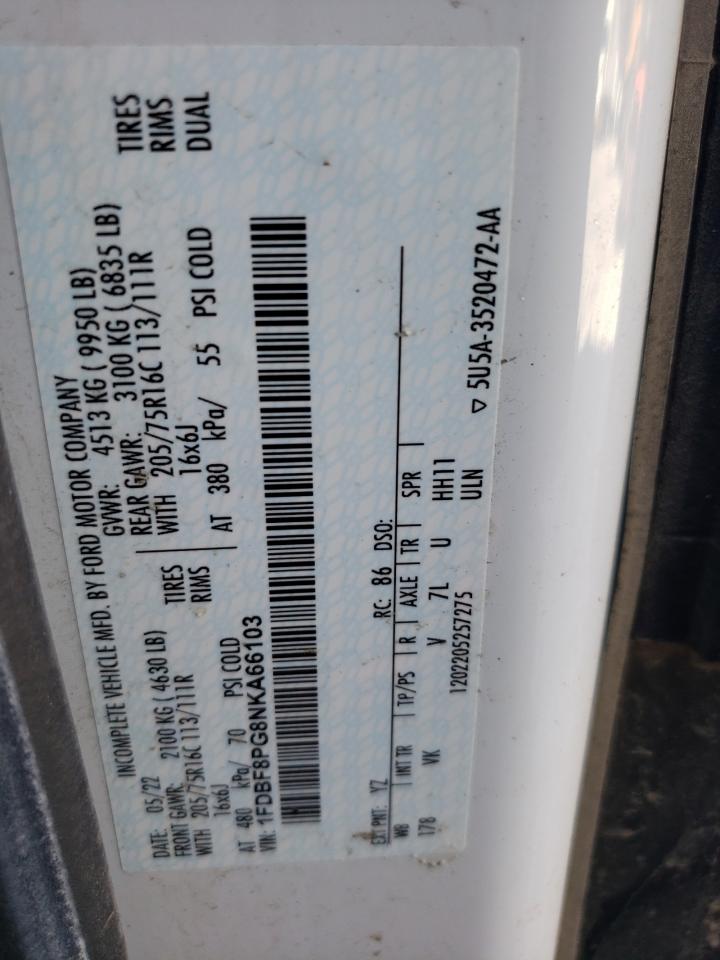 INCOMPLETE VEHICLE MFD. BY FORD MOTOR COMPANY
DATE: 05/22 GVWR: 4513 KG ( 9950 LB)
FRONT GAWR: 2100 KG ( 4630 LB) REAR GAWR: 3100 KG ( 6835 LB)
WITH 205/75R16C 113/111R TIRES WITH 205/75R16C 113/111R TIRES
16x6J RIMS 16x6J RIMS
AT 480 kPa/ 70 PSI COLD AT 380 kPa/ 55 PSI COLD DUAL
VIN: 1FDBF8PG8NKA66103
EXT PNT: YZ RC: 86 DSO:
WB INT TR TP/PS R AXLE TR SPR
178 VK V 7L U HH11
1202205257275 ULN
▽ 5U5A-3520472-AA